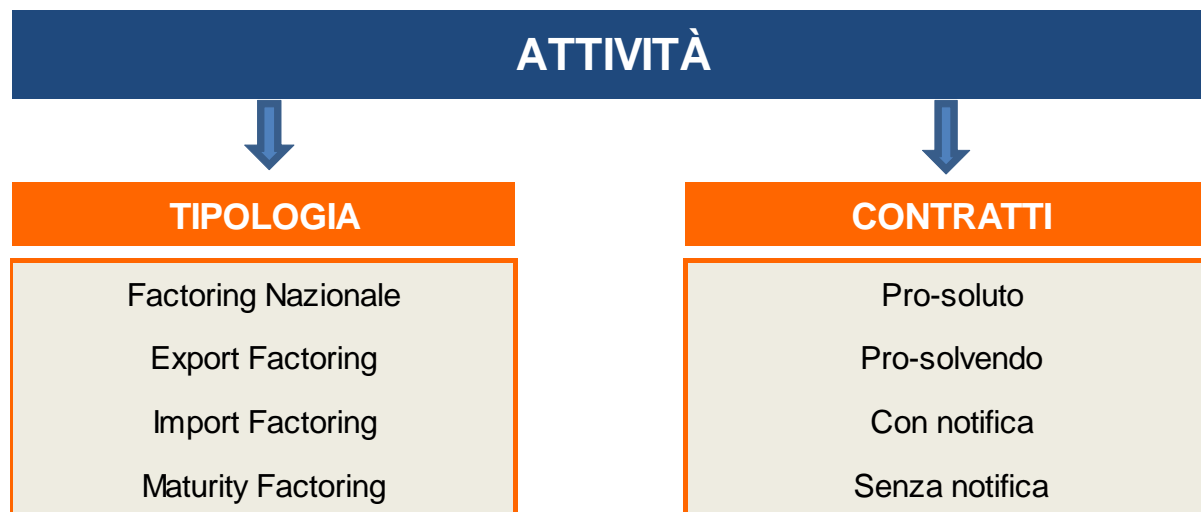 ATTIVITÀ
TIPOLOGIA
Factoring Nazionale
Export Factoring
Import Factoring
Maturity Factoring
CONTRATTI
Pro-soluto
Pro-solvendo
Con notifica
Senza notifica